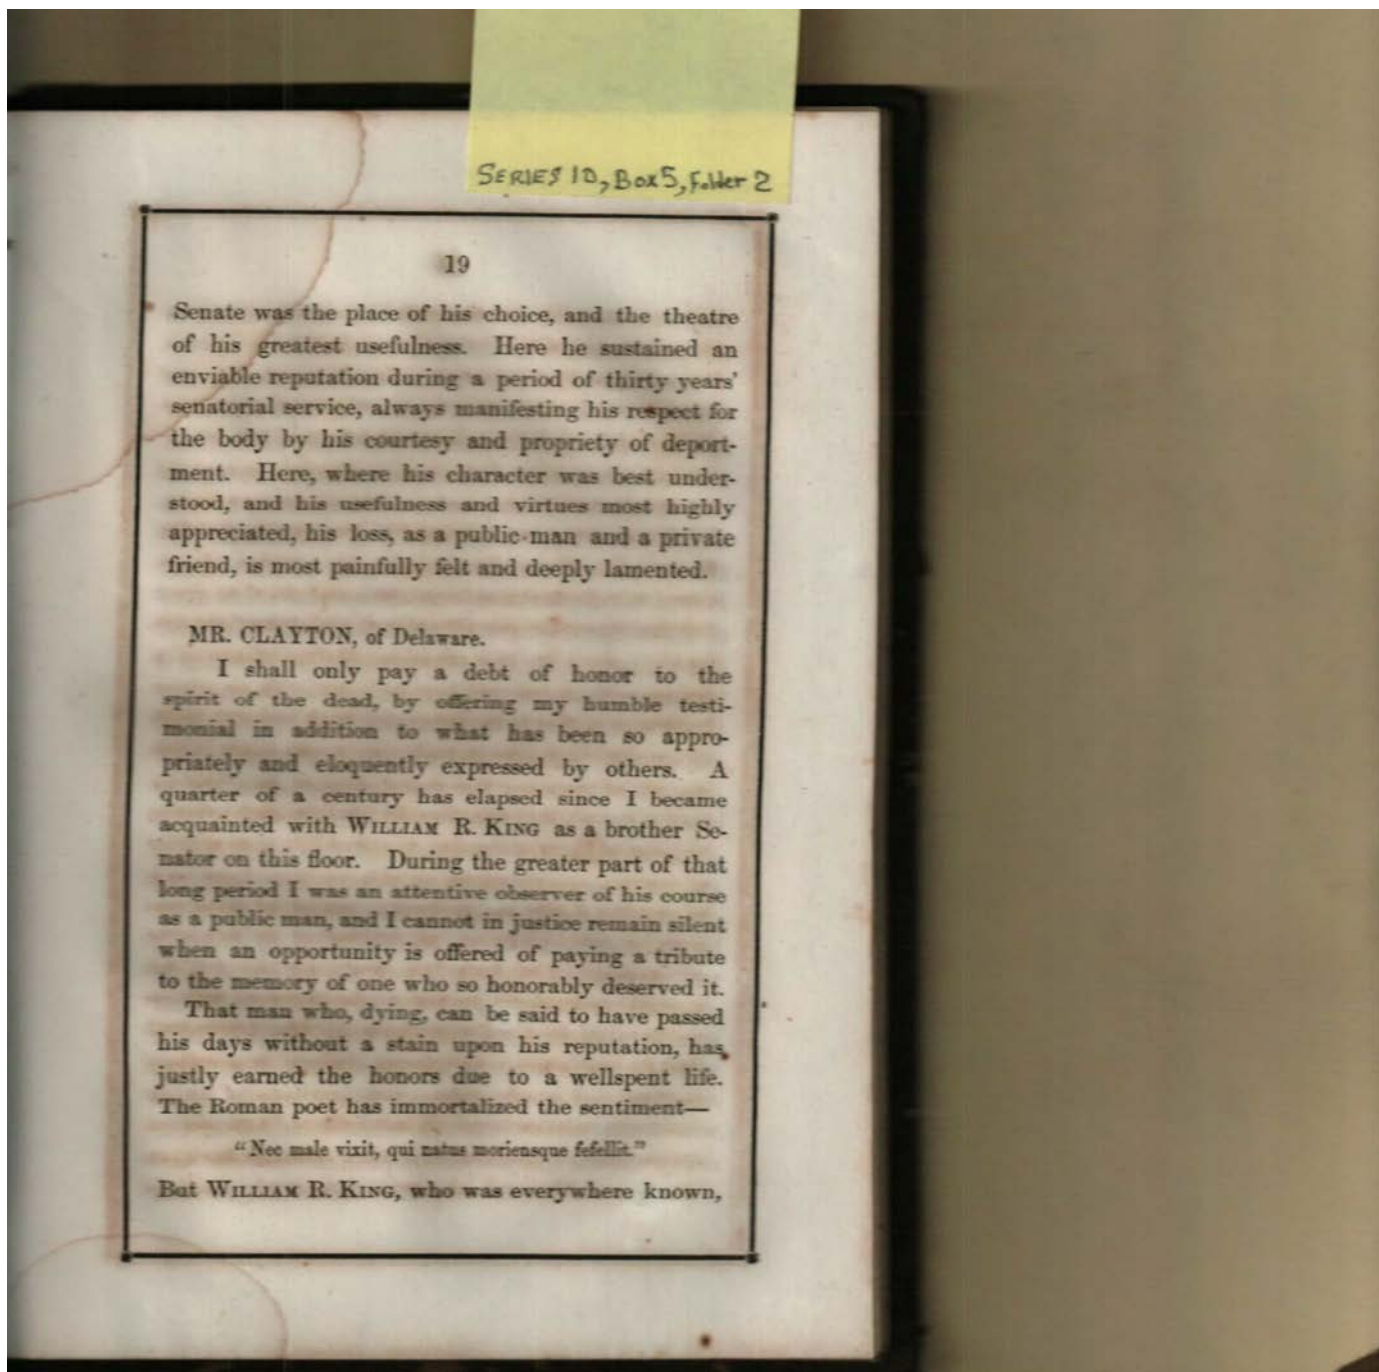 SERIES 1D, Box 5, Folder 2
19
Senate was the place of his choice, and the theatre
of his greatest usefulness. Here he sustained an
enviable reputation during a period of thirty years'
senatorial service, always manifesting his respect for
the body by his courtesy and propriety of deport-
ment. Here, where his character was best under-
stood, and his usefulness and virtues most highly
appreciated, his loss, as a public man and a private
friend, is most painfully felt and deeply lamented.
MR. CLAYTON, of Delaware.
I shall only pay a debt of honor to the
spirit of the dead, by offering my humble testi-
monial in addition to what has been so appro-
priately and eloquently expressed by others. A
quarter of a century has elapsed since I became
acquainted with WILLIAM R. KING as a brother Se-
nator on this floor. During the greater part of that
long period I was an attentive observer of his course
as a public man, and I cannot in justice remain silent
when an opportunity is offered of paying a tribute
to the memory of one who so honorably deserved it.
That man who, dying, can be said to have passed
his days without a stain upon his reputation, has
justly earned the honors due to a wellspent life.
The Roman poet has immortalized the sentiment—
"Nec male vixit, qui natus moriensque fefellit."
But WILLIAM R. KING, who was everywhere known,